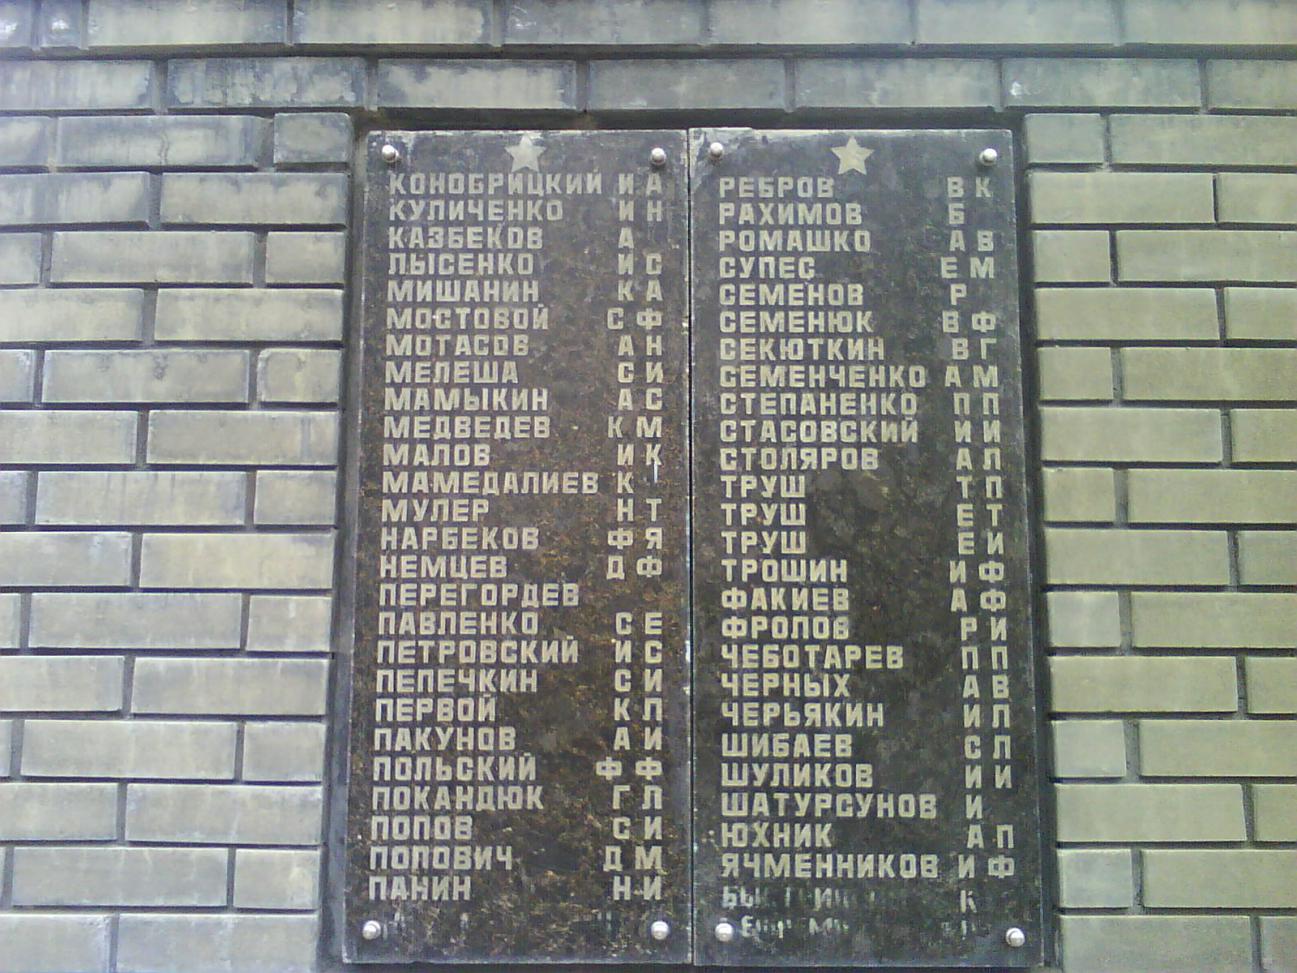 КОНОБРИЦКИЙ И А
КУЛИЧЕНКО И Н
КАЗБЕКОВ А
ЛЫСЕНКО И С
МИШАНИН К А
МОСТОВОЙ С Ф
МОТАСОВ А Н
МЕЛЕША С И
МАМЫКИН А С
МЕДВЕДЕВ К М
МАЛОВ И К
МАМЕДАЛИЕВ К
МУЛЕР Н Т
НАРБЕКОВ Ф Я
НЕМЦЕВ Д Ф
ПЕРЕГОРДЕВ
ПАВЛЕНКО С Е
ПЕТРОВСКИЙ И С
ПЕПЕЧКИН С И
ПЕРВОЙ К П
ПАКУНОВ А И
ПОЛЬСКИЙ Ф Ф
ПОКАНДЮК Г Л
ПОПОВ С И
ПОПОВИЧ Д М
ПАНИН Н И
РЕБРОВ В К
РАХИМОВ Б
РОМАШКО А В
СУПЕС Е М
СЕМЕНОВ Р
СЕМЕНЮК В Ф
СЕКЮТКИН В Г
СЕМЕНЧЕНКО А М
СТЕПАНЕНКО П П
СТАСОВСКИЙ И И
СТОЛЯРОВ А П
ТРУШ Т П
ТРУШ Е Т
ТРУШ Е И
ТРОШИН И Ф
ФАКИЕВ А Ф
ФРОЛОВ Р И
ЧЕБОТАРЕВ П П
ЧЕРНЫХ А В
ЧЕРЬЯКИН И П
ШИБАЕВ С П
ШУЛИКОВ И И
ШАТУРСУНОВ И
ЮХНИК А П
ЯЧМЕННИКОВ И Ф
К